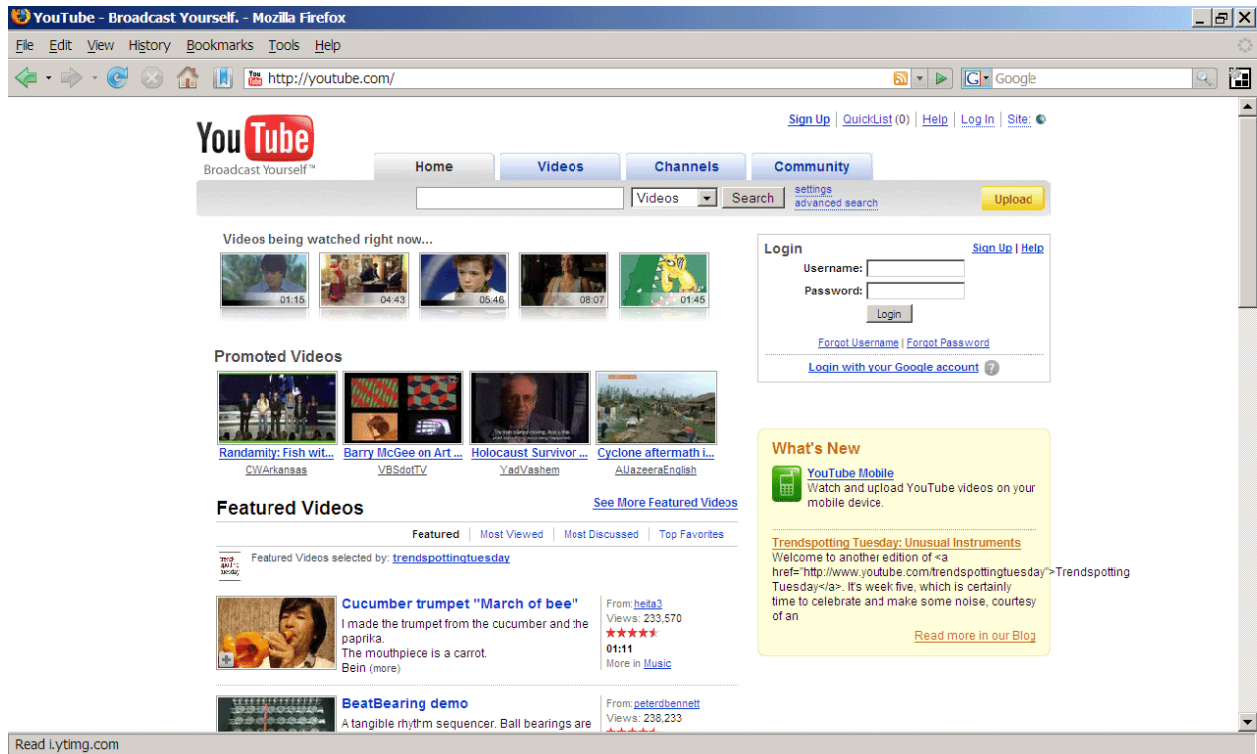 YouTube - Broadcast Yourself. - Mozilla Firefox
File Edit View History Bookmarks Tools Help
http://youtube.com/
Google
Sign Up | QuickList (0) | Help | Log In | Site:
You Tube
Broadcast Yourself™
Home Videos Channels Community
Videos Search settings
advanced search
Upload
Videos being watched right now...
01:15 04:43 05:46 08:07 01:45
Promoted Videos
Randamity: Fish wit... Barry McGee on Art ... Holocaust Survivor ... Cyclone aftermath i...
CWArkansas VBSdotTV YadVashem AlJazeeraEnglish
Featured Videos See More Featured Videos
Featured | Most Viewed | Most Discussed | Top Favorites
trend-
spotting
tuesday
Featured Videos selected by: trendspottingtuesday
Cucumber trumpet "March of bee"
I made the trumpet from the cucumber and the
paprika.
The mouthpiece is a carrot.
Bein (more)
From: heita3
Views: 233,570
01:11
More in Music
BeatBearing demo
A tangible rhythm sequencer. Ball bearings are
From: peterdbennett
Views: 238,233
Login Sign Up | Help
Username:
Password:
Login
Forgot Username | Forgot Password
Login with your Google account ?
What's New
YouTube Mobile
Watch and upload YouTube videos on your
mobile device.
Trendspotting Tuesday: Unusual Instruments
Welcome to another edition of <a
href="http://www.youtube.com/trendspottingtuesday">Trendspotting
Tuesday</a>. It's week five, which is certainly
time to celebrate and make some noise, courtesy
of an
Read more in our Blog
Read i.ytimg.com